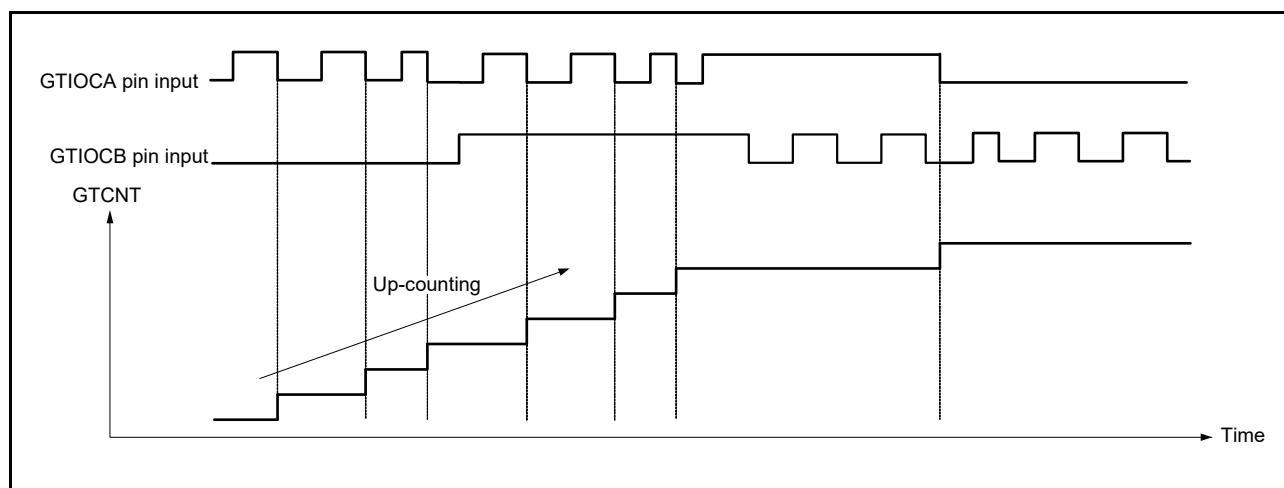 GTIOCA pin input
GTIOCB pin input
GTCNT
Up-counting
Time